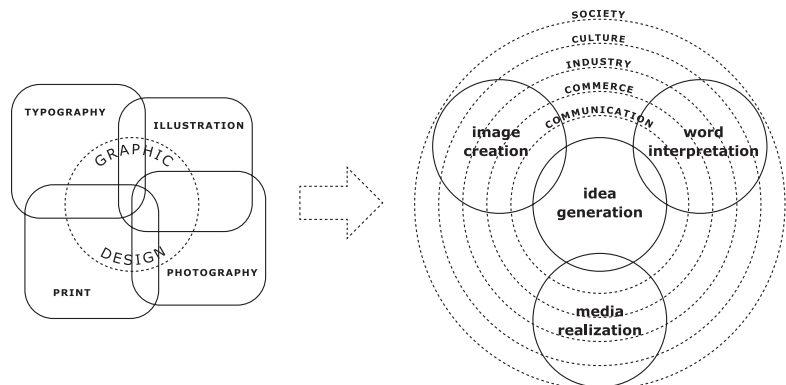 TYPOGRAPHY
ILLUSTRATION
GRAPHIC
DESIGN
PHOTOGRAPHY
PRINT
SOCIETY
CULTURE
INDUSTRY
COMMERCE
COMMUNICATION
image
creation
word
interpretation
idea
generation
media
realization